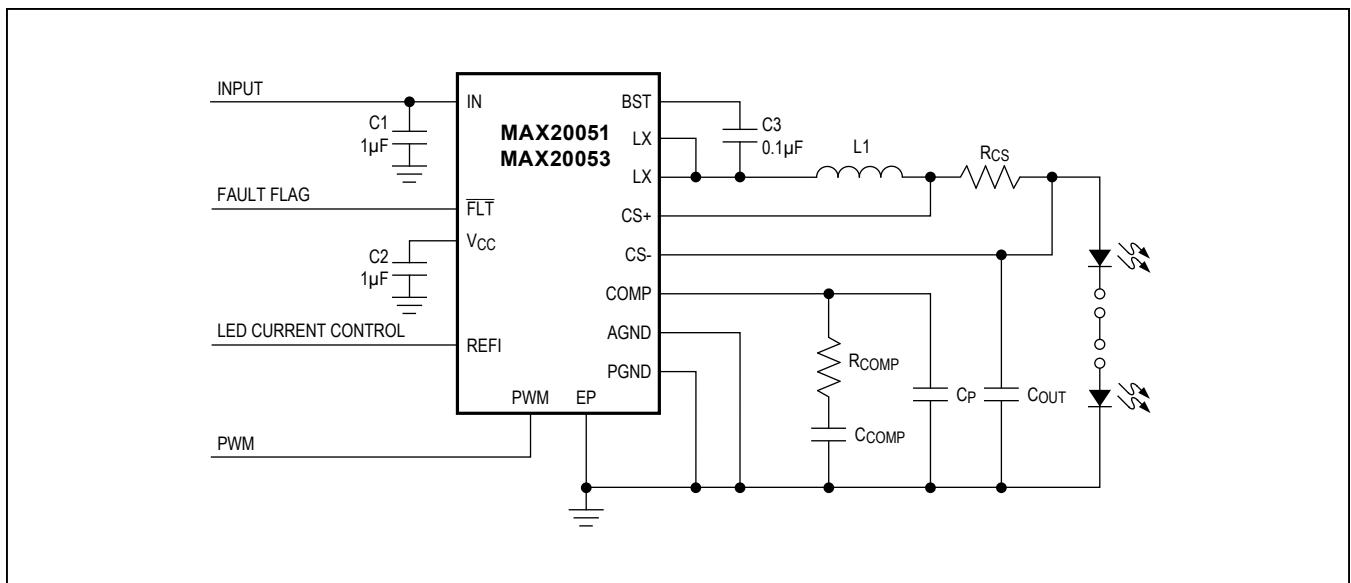 INPUT
C1
1µF
FAULT FLAG
C2
1µF
LED CURRENT CONTROL
PWM
IN
FLT
VCC
REFI
PWM
EP
MAX20051
MAX20053
BST
LX
LX
CS+
CS-
COMP
AGND
PGND
C3
0.1µF
L1
RCS
RCOMP
CCOMP
CP
COUT